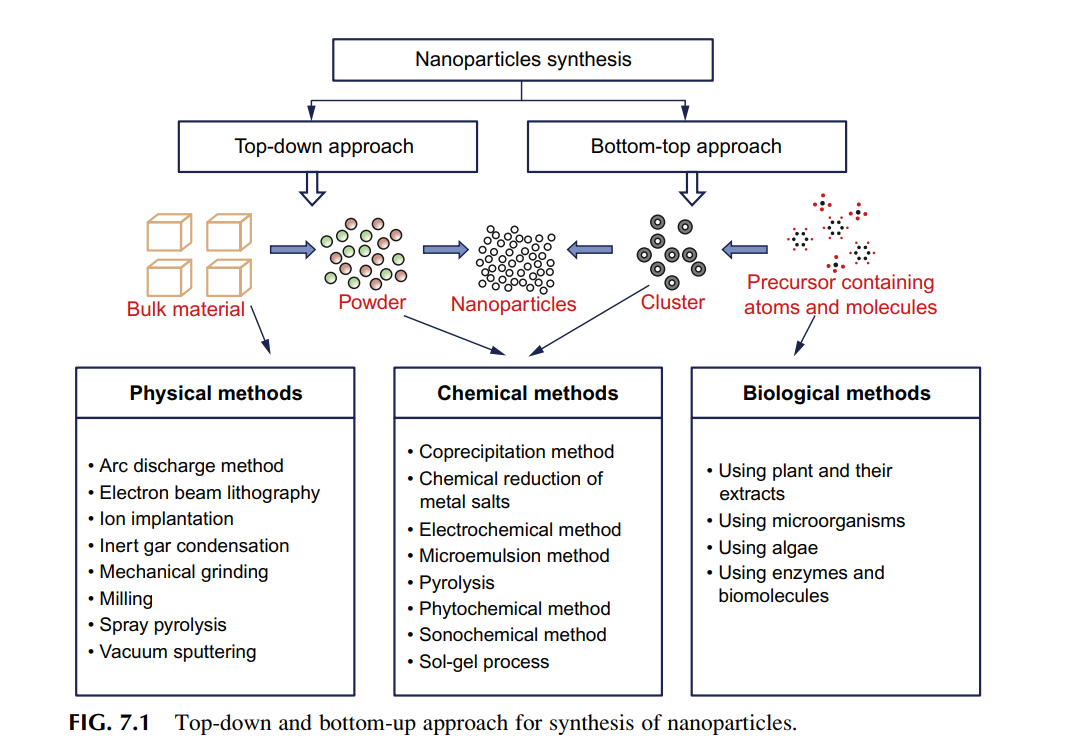 Nanoparticles synthesis
Top-down approach
Bottom-top approach
Bulk material
Powder
Nanoparticles
Cluster
Precursor containing
atoms and molecules
Physical methods
• Arc discharge method
• Electron beam lithography
• Ion implantation
• Inert gar condensation
• Mechanical grinding
• Milling
• Spray pyrolysis
• Vacuum sputtering
Chemical methods
• Coprecipitation method
• Chemical reduction of
metal salts
• Electrochemical method
• Microemulsion method
• Pyrolysis
• Phytochemical method
• Sonochemical method
• Sol-gel process
Biological methods
• Using plant and their
extracts
• Using microorganisms
• Using algae
• Using enzymes and
biomolecules
FIG. 7.1 Top-down and bottom-up approach for synthesis of nanoparticles.